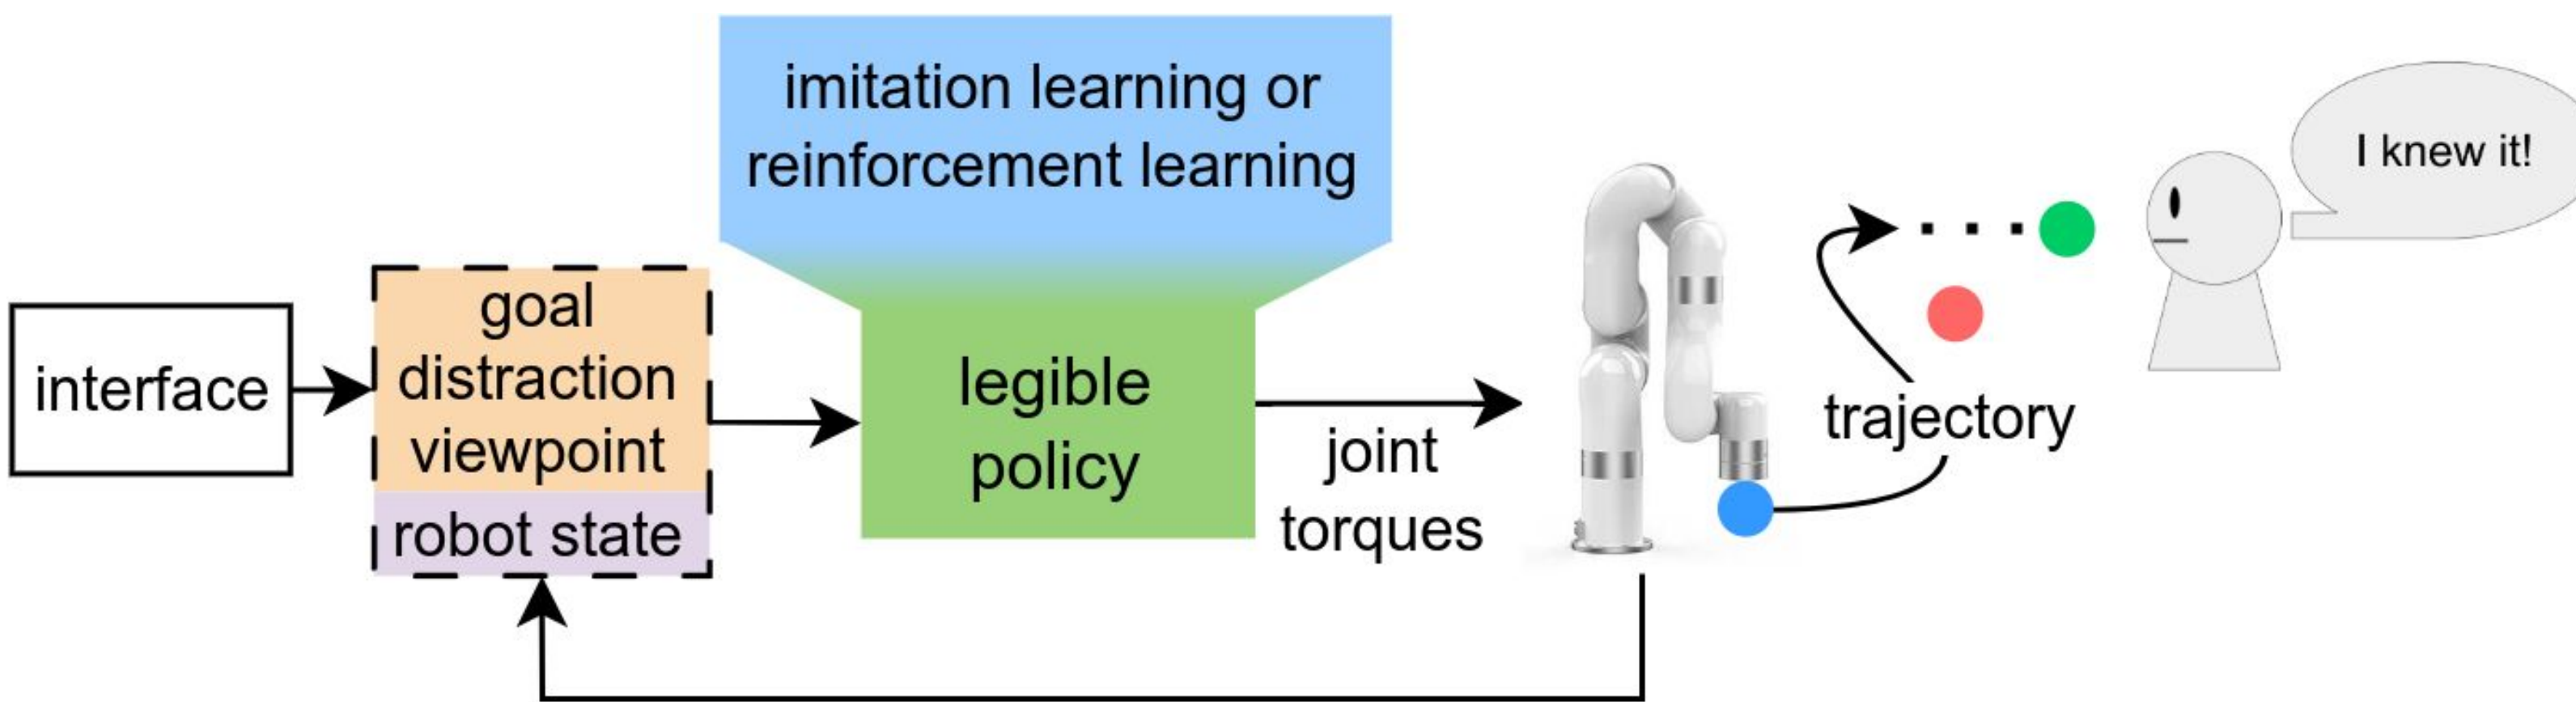 interface
goal
distraction
viewpoint
robot state
imitation learning or
reinforcement learning
legible
policy
joint
torques
trajectory
I knew it!